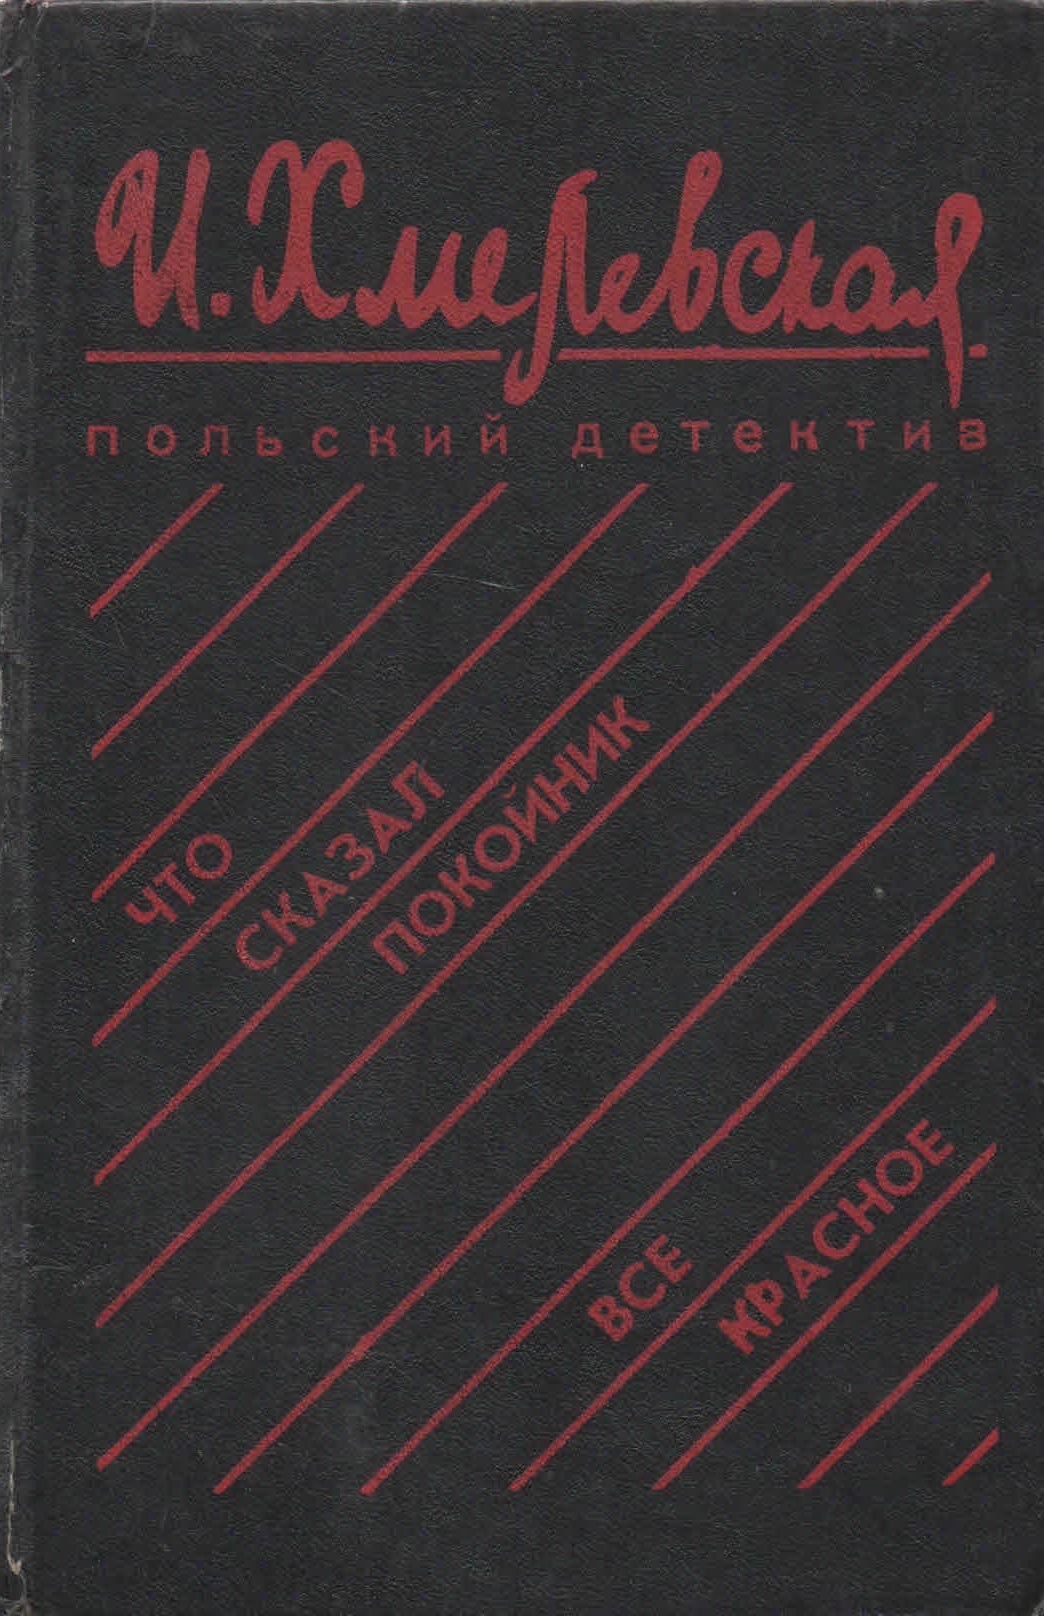 И. Хмелевская
польский детектив
ЧТО
СКАЗАЛ
ПОКОЙНИК
ВСЕ
КРАСНОЕ